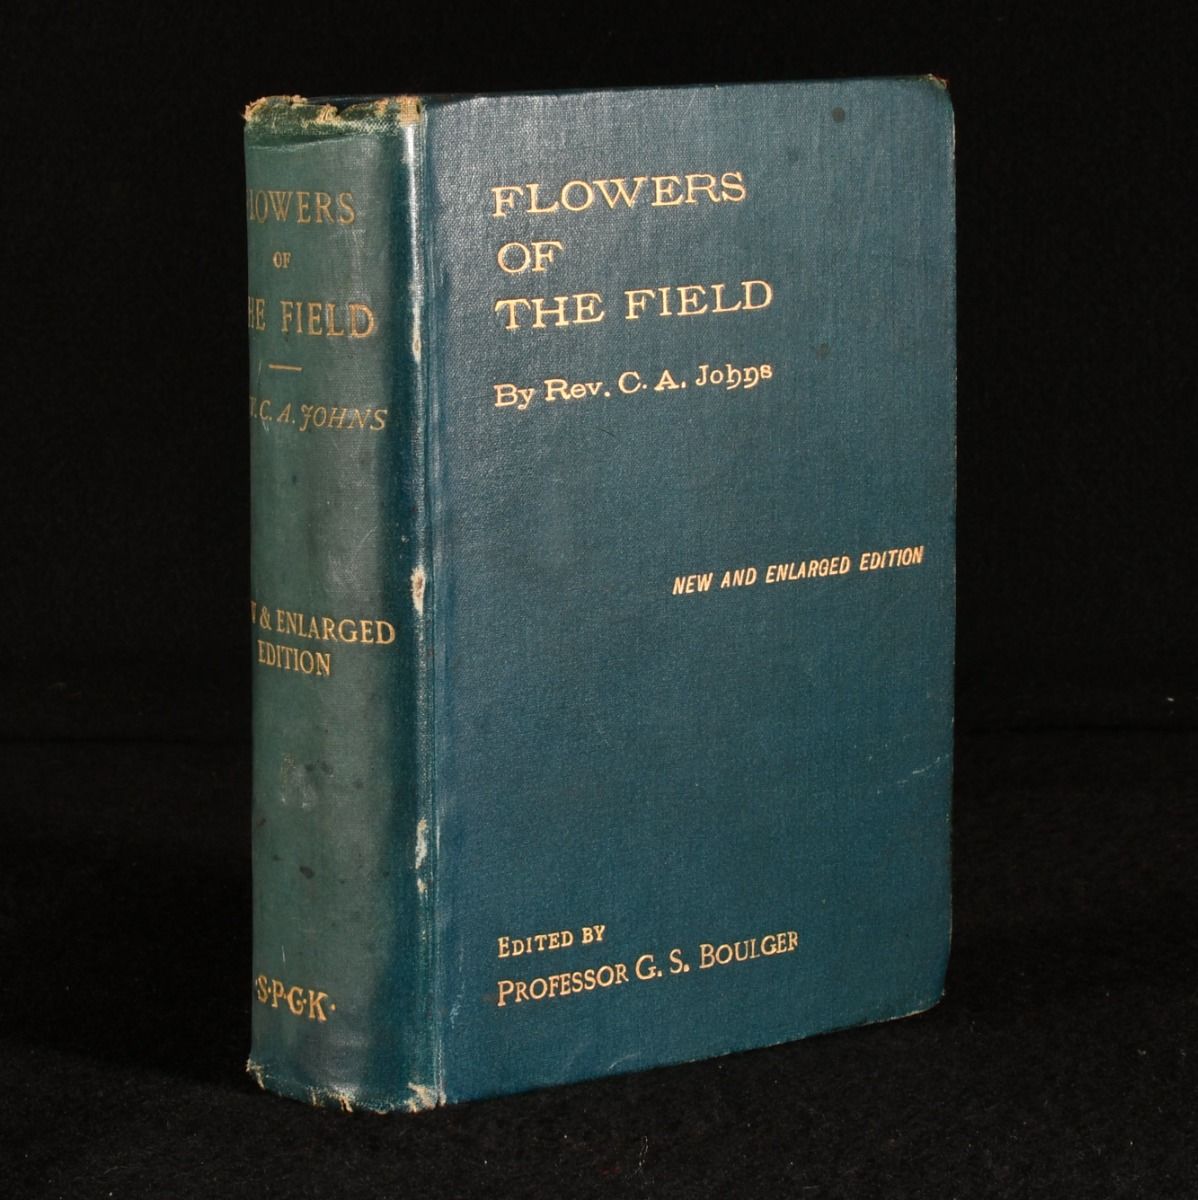 FLOWERS
OF
THE FIELD
By Rev. C. A. Johns
NEW AND ENLARGED EDITION
EDITED BY
PROFESSOR G. S. BOULGER
LOWERS
OF
HE FIELD
V. C. A. JOHNS
W & ENLARGED
EDITION
·S·P·C·K·